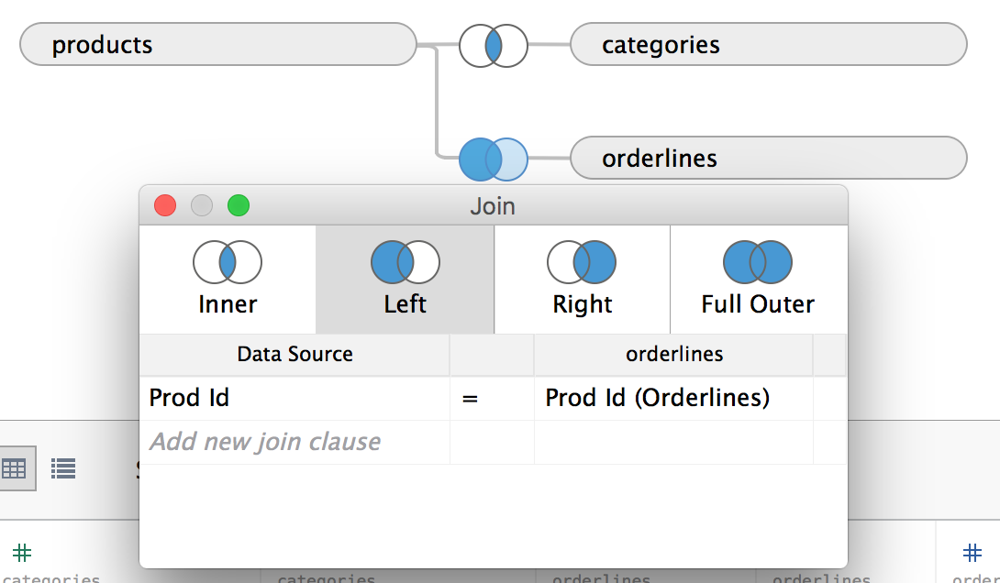 products
categories
orderlines
Join
Inner
Left
Right
Full Outer
Data Source
orderlines
Prod Id
=
Prod Id (Orderlines)
Add new join clause
categories
categories
orderlines
orderlines